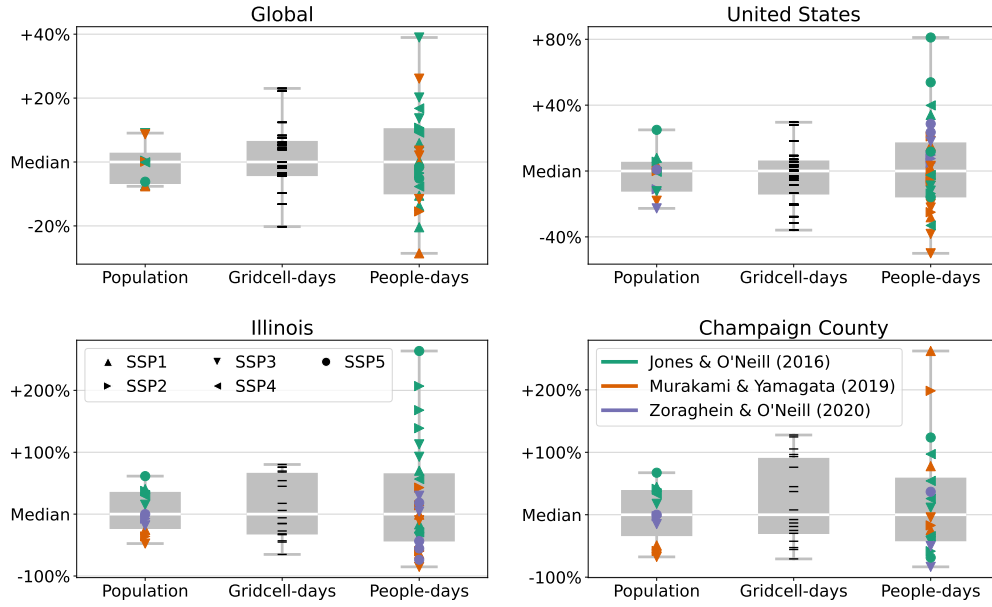 Global
+40%
+20%
Median
-20%
Population Gridcell-days People-days
United States
+80%
+40%
Median
-40%
Population Gridcell-days People-days
Illinois
SSP1 SSP3 SSP5
SSP2 SSP4
+200%
+100%
Median
-100%
Population Gridcell-days People-days
Champaign County
Jones & O'Neill (2016)
Murakami & Yamagata (2019)
Zoraghein & O'Neill (2020)
+200%
+100%
Median
-100%
Population Gridcell-days People-days